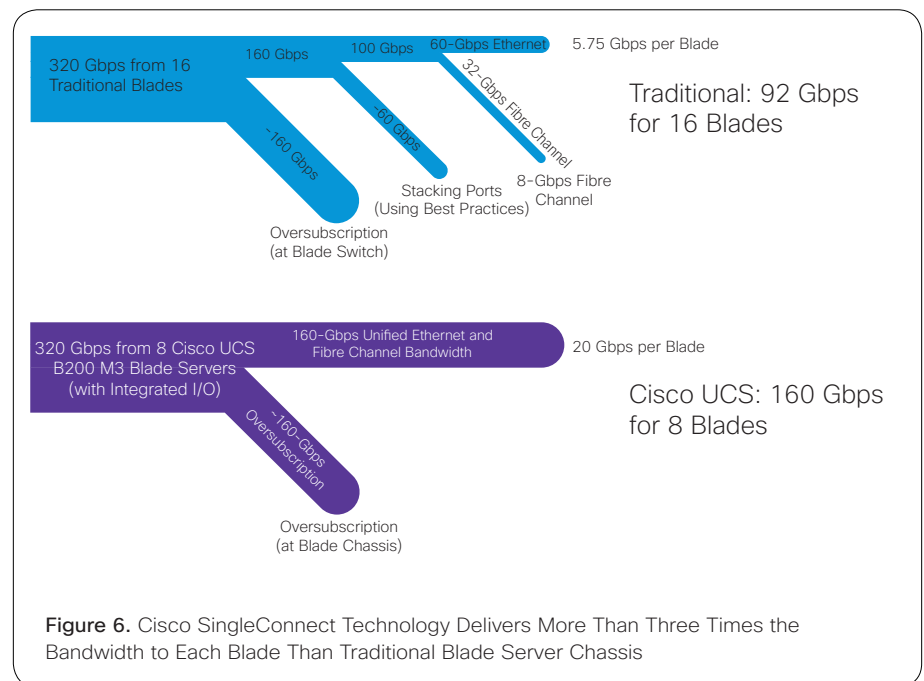 320 Gbps from 16
Traditional Blades
160 Gbps
100 Gbps
60-Gbps Ethernet
5.75 Gbps per Blade
~160 Gbps
~60 Gbps
32-Gbps Fibre Channel
Oversubscription
(at Blade Switch)
Stacking Ports
(Using Best Practices)
8-Gbps Fibre
Channel
Traditional: 92 Gbps
for 16 Blades
320 Gbps from 8 Cisco UCS
B200 M3 Blade Servers
(with Integrated I/O)
160-Gbps Unified Ethernet and
Fibre Channel Bandwidth
20 Gbps per Blade
~160-Gbps
Oversubscription
Oversubscription
(at Blade Chassis)
Cisco UCS: 160 Gbps
for 8 Blades
Figure 6. Cisco SingleConnect Technology Delivers More Than Three Times the
Bandwidth to Each Blade Than Traditional Blade Server Chassis